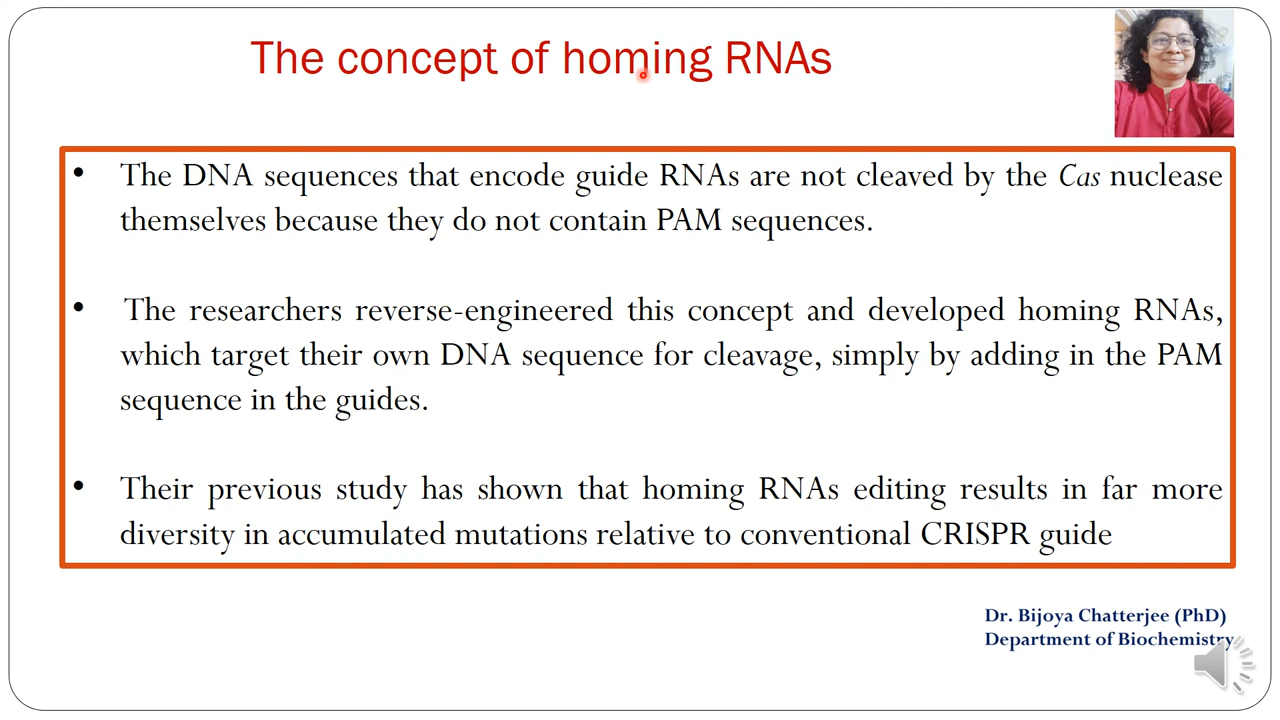 The concept of homing RNAs
• The DNA sequences that encode guide RNAs are not cleaved by the Cas nuclease
themselves because they do not contain PAM sequences.
• The researchers reverse-engineered this concept and developed homing RNAs,
which target their own DNA sequence for cleavage, simply by adding in the PAM
sequence in the guides.
• Their previous study has shown that homing RNAs editing results in far more
diversity in accumulated mutations relative to conventional CRISPR guide
Dr. Bijoya Chatterjee (PhD)
Department of Biochemistry